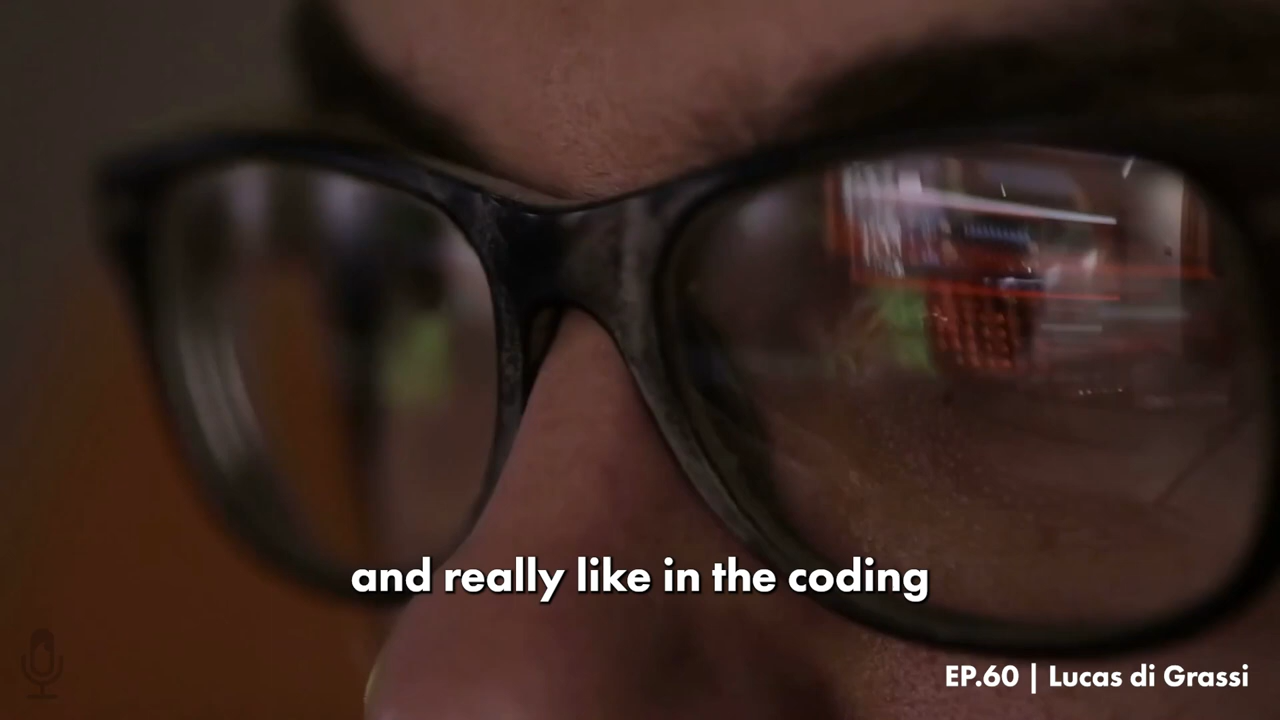 and really like in the coding
EP.60 | Lucas di Grassi